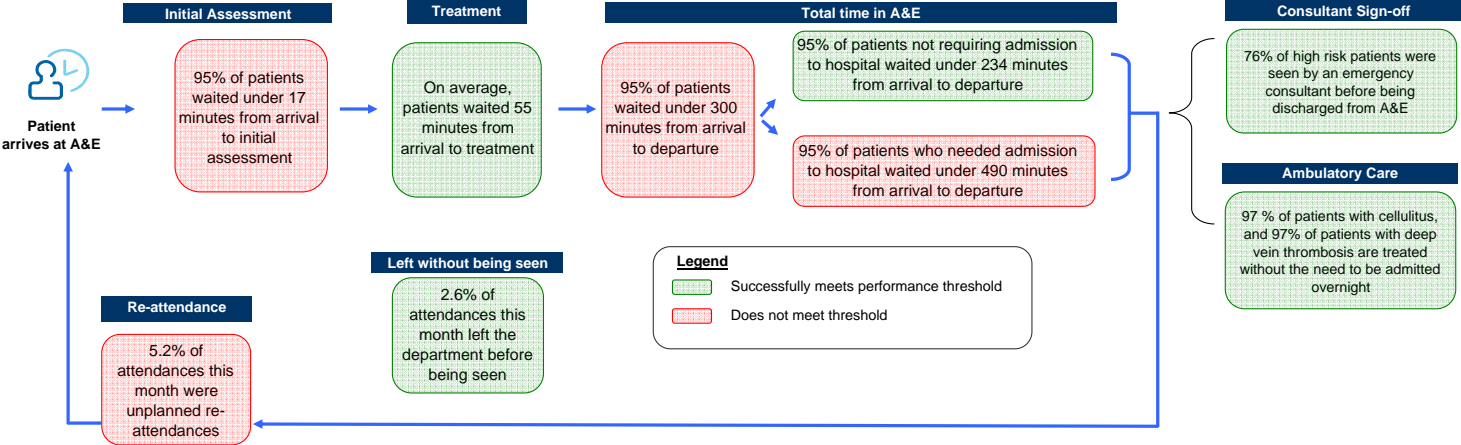 Initial Assessment
Treatment
Total time in A&E
Consultant Sign-off
Patient
arrives at A&E
95% of patients
waited under 17
minutes from arrival
to initial
assessment
On average,
patients waited 55
minutes from
arrival to treatment
95% of patients
waited under 300
minutes from arrival
to departure
95% of patients not requiring admission
to hospital waited under 234 minutes
from arrival to departure
95% of patients who needed admission
to hospital waited under 490 minutes
from arrival to departure
76% of high risk patients were
seen by an emergency
consultant before being
discharged from A&E
Ambulatory Care
97 % of patients with cellulitus,
and 97% of patients with deep
vein thrombosis are treated
without the need to be admitted
overnight
Left without being seen
2.6% of
attendances this
month left the
department before
being seen
Legend
Successfully meets performance threshold
Does not meet threshold
Re-attendance
5.2% of
attendances this
month were
unplanned re-
attendances